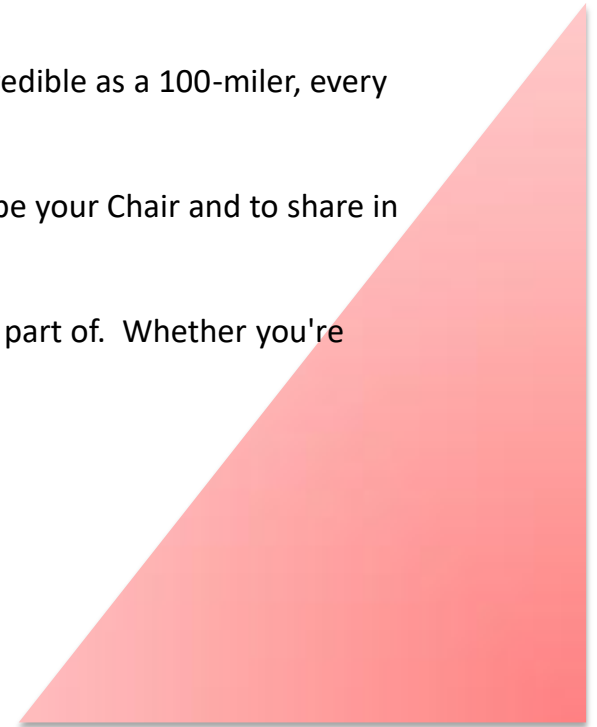 edible as a 100-miler, every
be your Chair and to share in
part of.  Whether you're